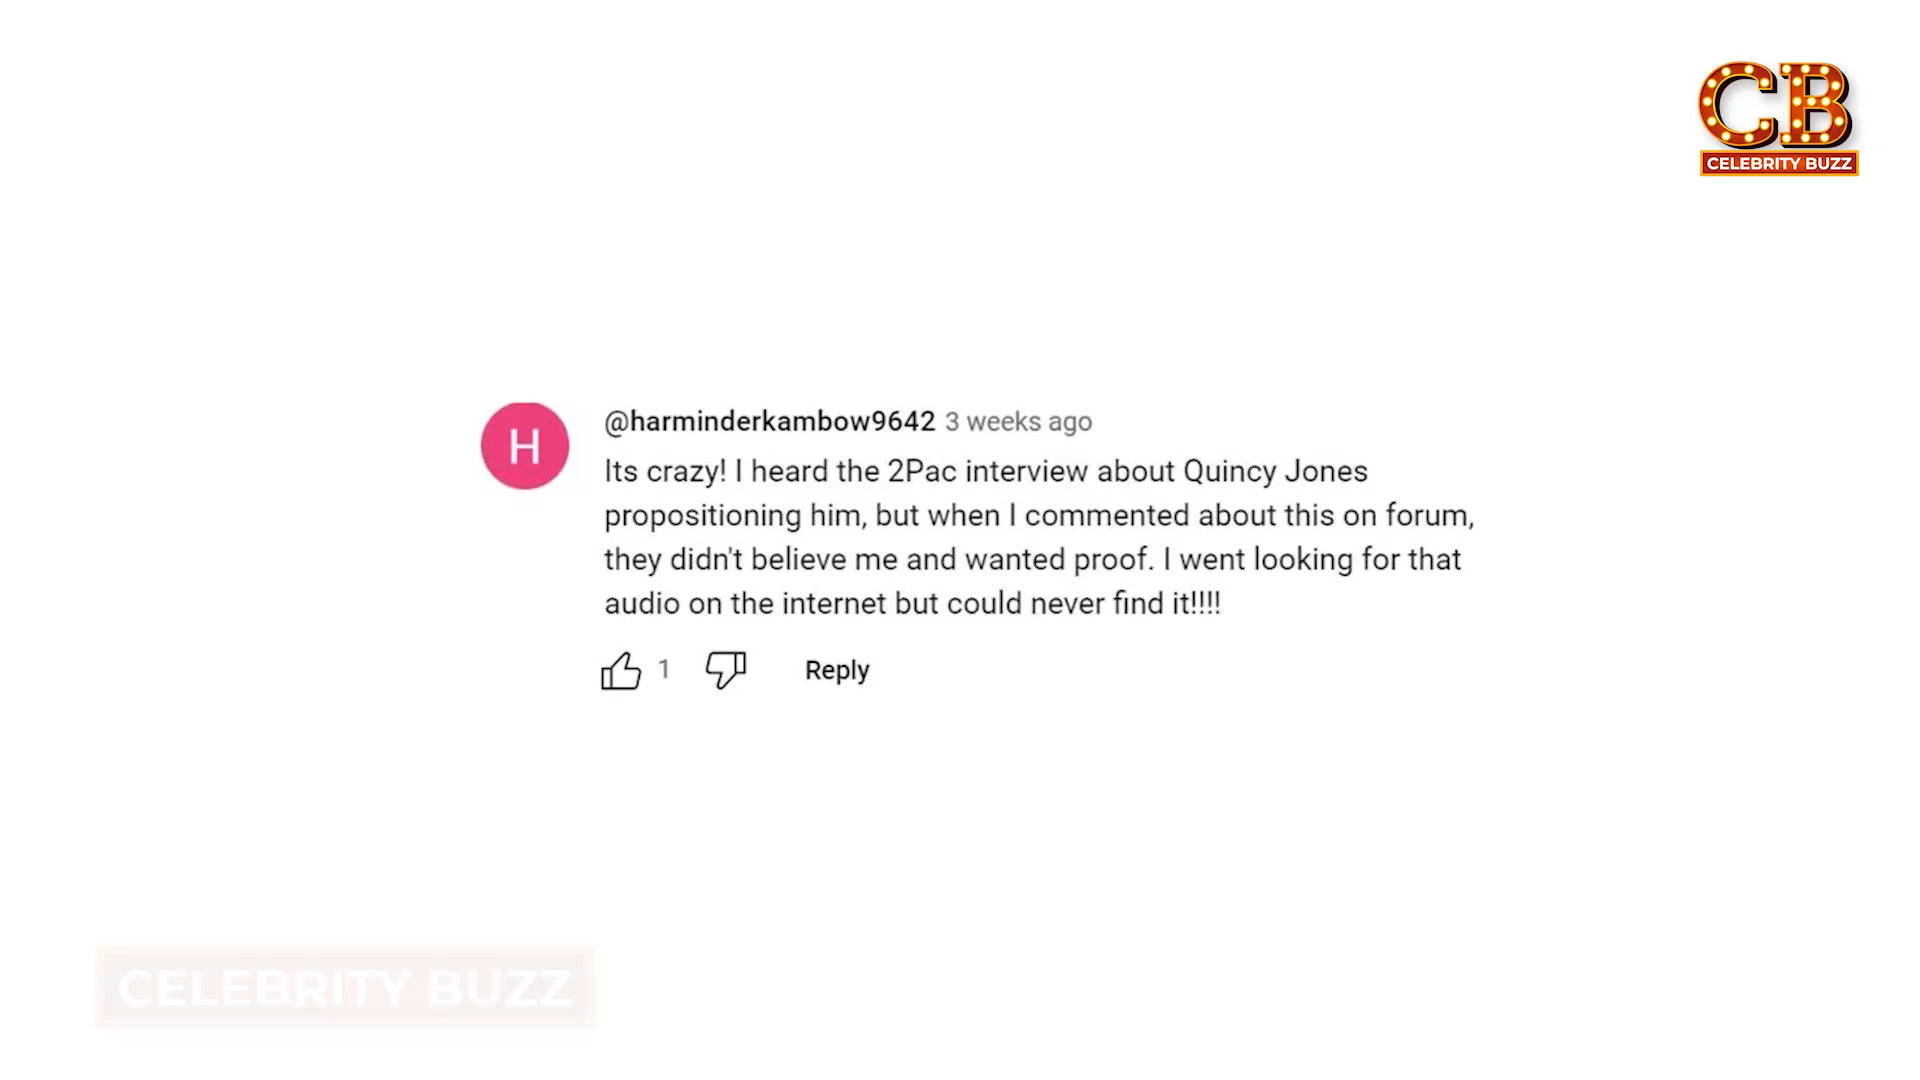 CB
CELEBRITY BUZZ
H
@harminderkambow9642 3 weeks ago
Its crazy! I heard the 2Pac interview about Quincy Jones
propositioning him, but when I commented about this on forum,
they didn't believe me and wanted proof. I went looking for that
audio on the internet but could never find it!!!!
1 Reply
CELEBRITY BUZZ